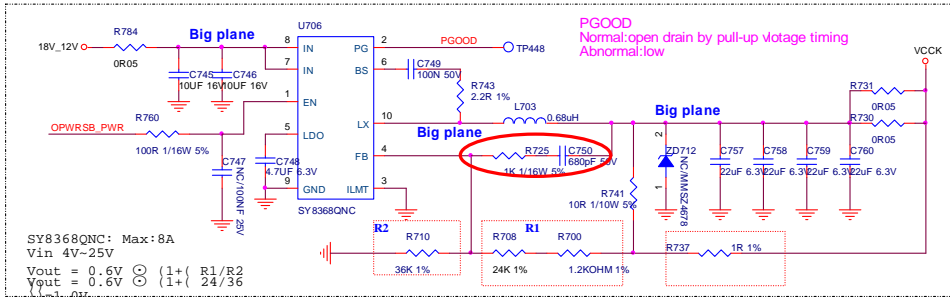 R784
18V_12V
0R05
Big plane
C745
10UF 16V
C746
10UF 16V
U706
8 IN
7 IN
1 EN
5 LDO
9 GND
PG 2
BS 6
LX 10
FB 4
ILMT 3
SY8368QNC
PGOOD
TP448
PGOOD
Normal:open drain by pull-up vlotage timing
Abnormal:low
VCCK
C749
100N 50V
R743
2.2R 1%
L703
0.68uH
Big plane
Big plane
R731
0R05
R730
0R05
R760
OPWRSB_PWR
100R 1/16W 5%
C747
NC/100NF 25V
C748
4.7UF 6.3V
R725
1K 1/16W 5%
C750
680pF 50V
R741
10R 1/10W 5%
2
ZD712
1
NC/MMSZ4678
C757
22uF 6.3V
C758
22uF 6.3V
C759
22uF 6.3V
C760
22uF 6.3V
R2
R710
36K 1%
R1
R708
24K 1%
R700
1.2KOHM 1%
R737
1R 1%
SY8368QNC: Max:8A
Vin 4V~25V
Vout = 0.6V ⊙ (1+( R1/R2
Vout = 0.6V ⊙ (1+( 24/36